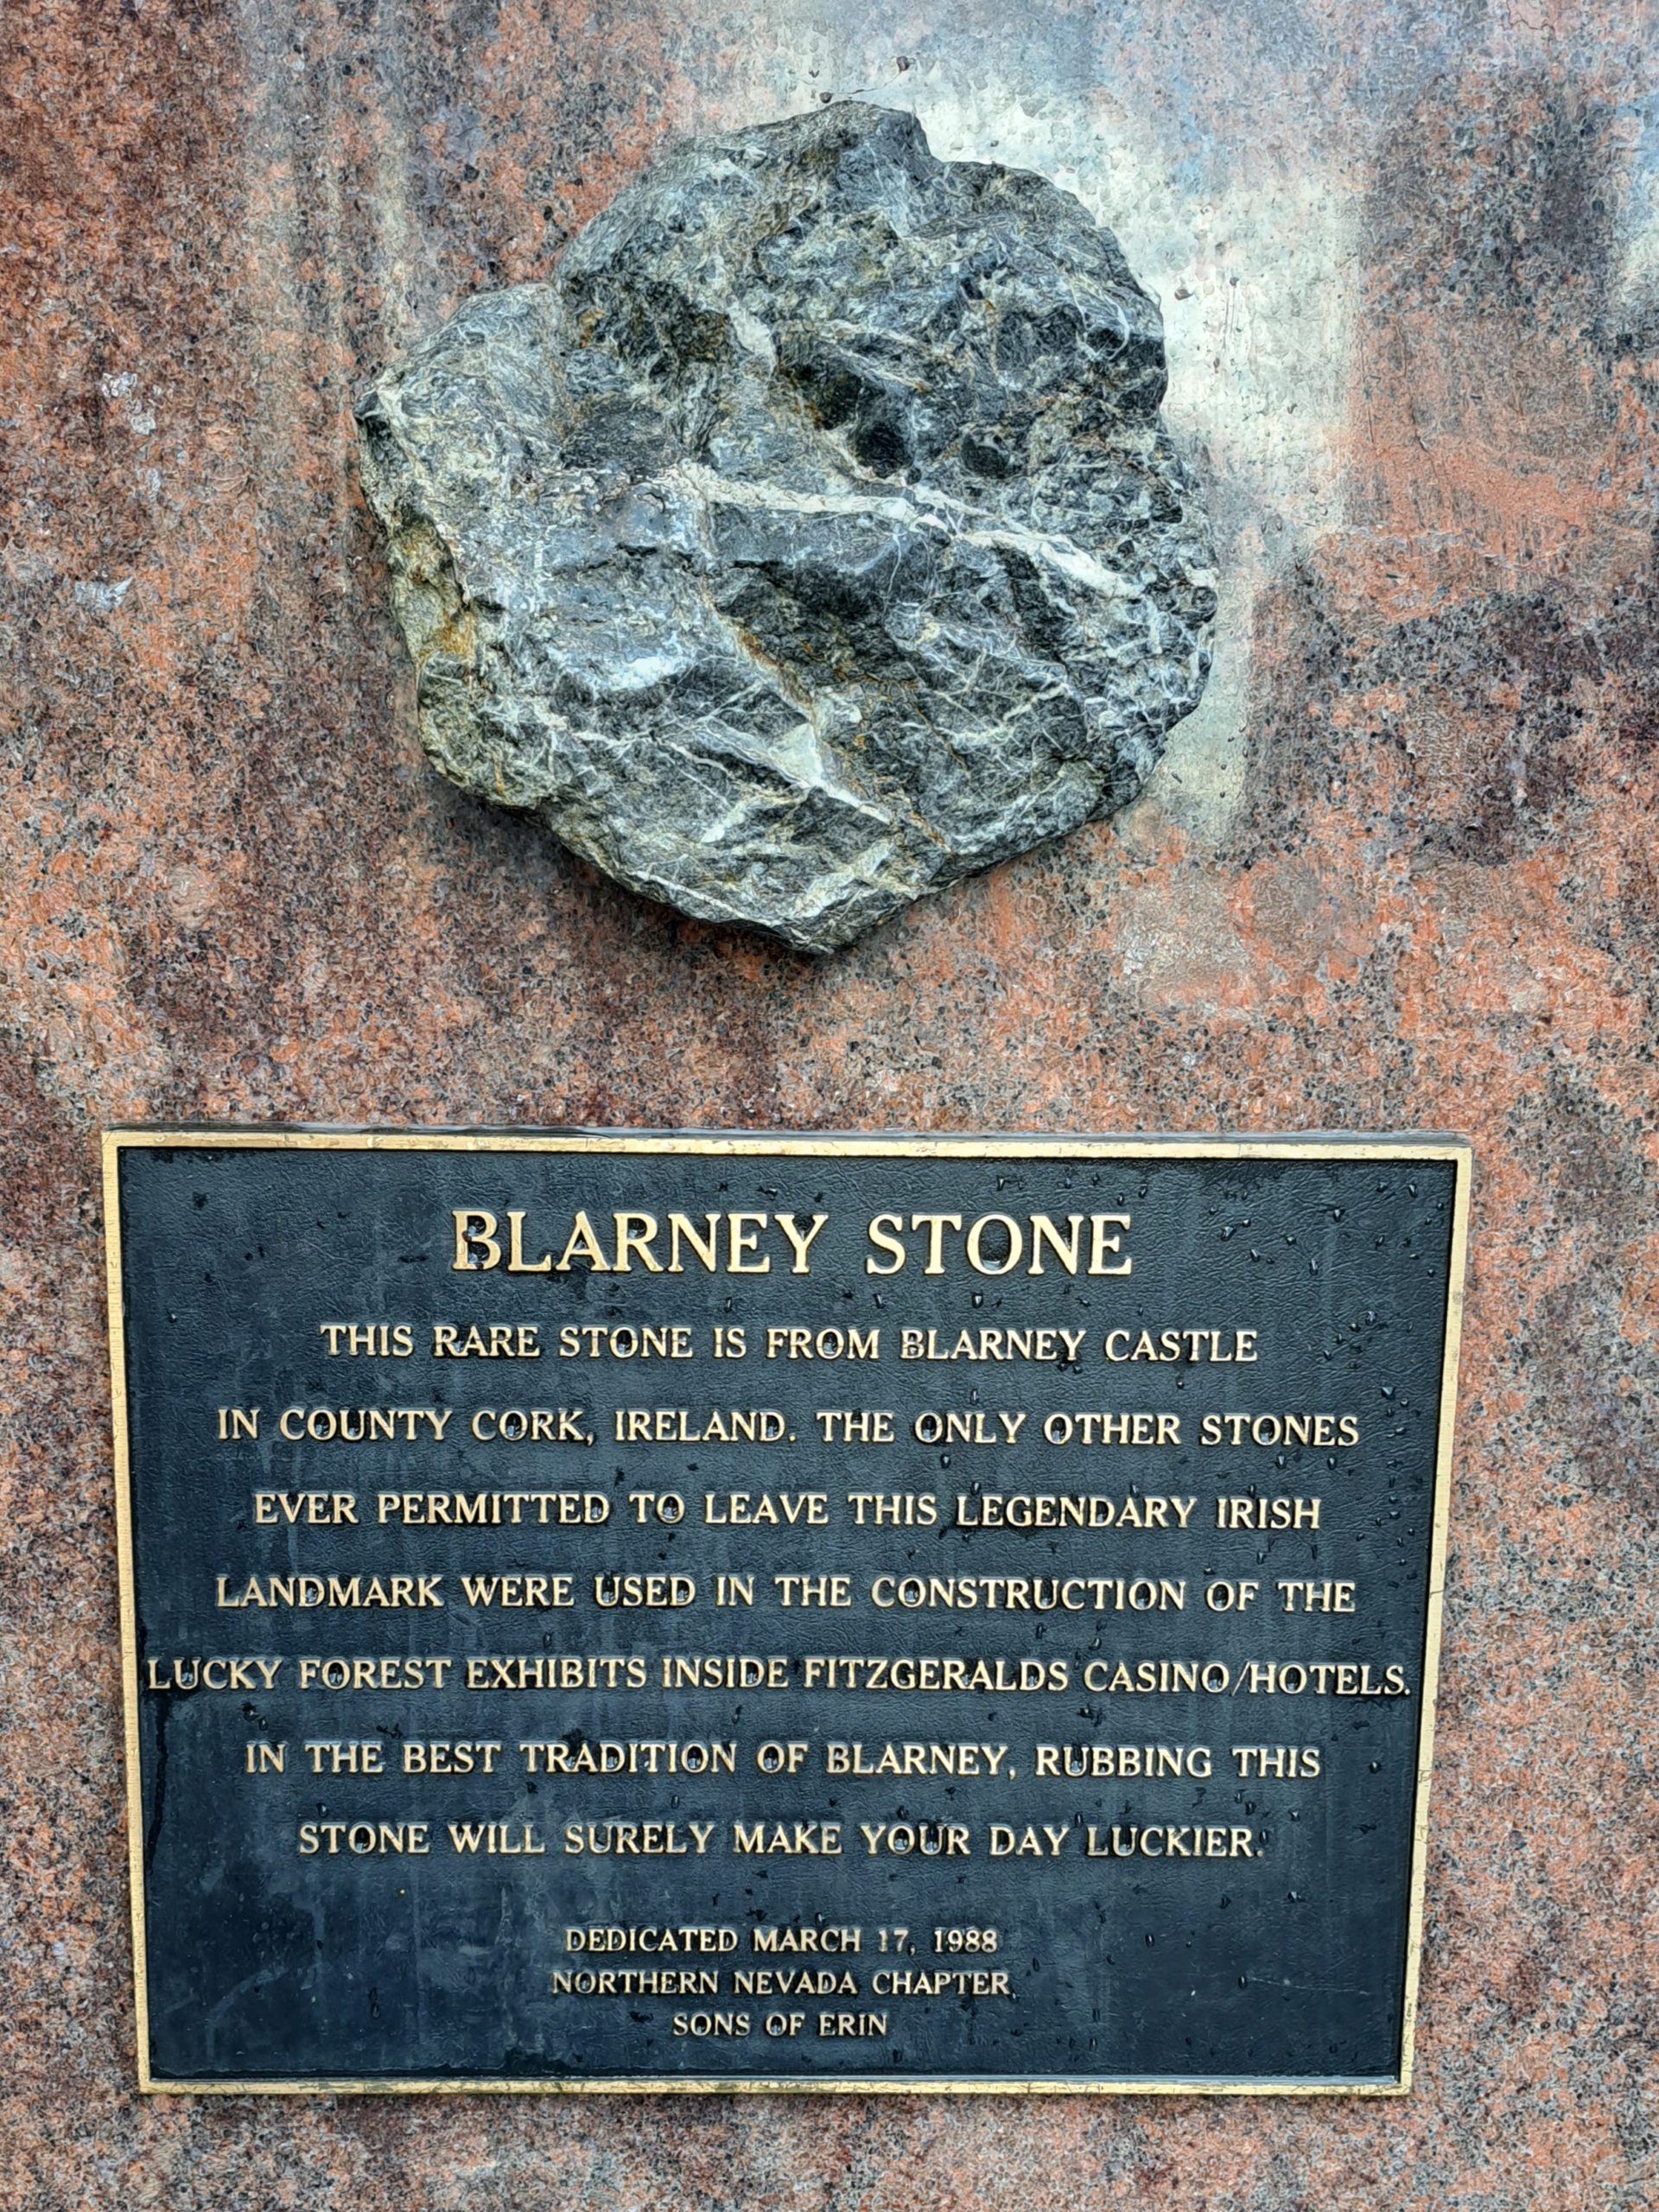 BLARNEY STONE
THIS RARE STONE IS FROM BLARNEY CASTLE
IN COUNTY CORK, IRELAND. THE ONLY OTHER STONES
EVER PERMITTED TO LEAVE THIS LEGENDARY IRISH
LANDMARK WERE USED IN THE CONSTRUCTION OF THE
LUCKY FOREST EXHIBITS INSIDE FITZGERALDS CASINO/HOTELS.
IN THE BEST TRADITION OF BLARNEY, RUBBING THIS
STONE WILL SURELY MAKE YOUR DAY LUCKIER.
DEDICATED MARCH 17, 1988
NORTHERN NEVADA CHAPTER
SONS OF ERIN